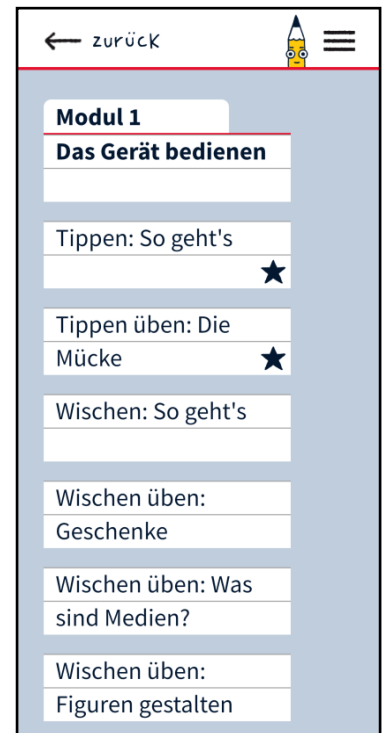 zurück
Modul 1
Das Gerät bedienen
Tippen: So geht's
Tippen üben: Die
Mücke
Wischen: So geht's
Wischen üben:
Geschenke
Wischen üben: Was
sind Medien?
Wischen üben:
Figuren gestalten